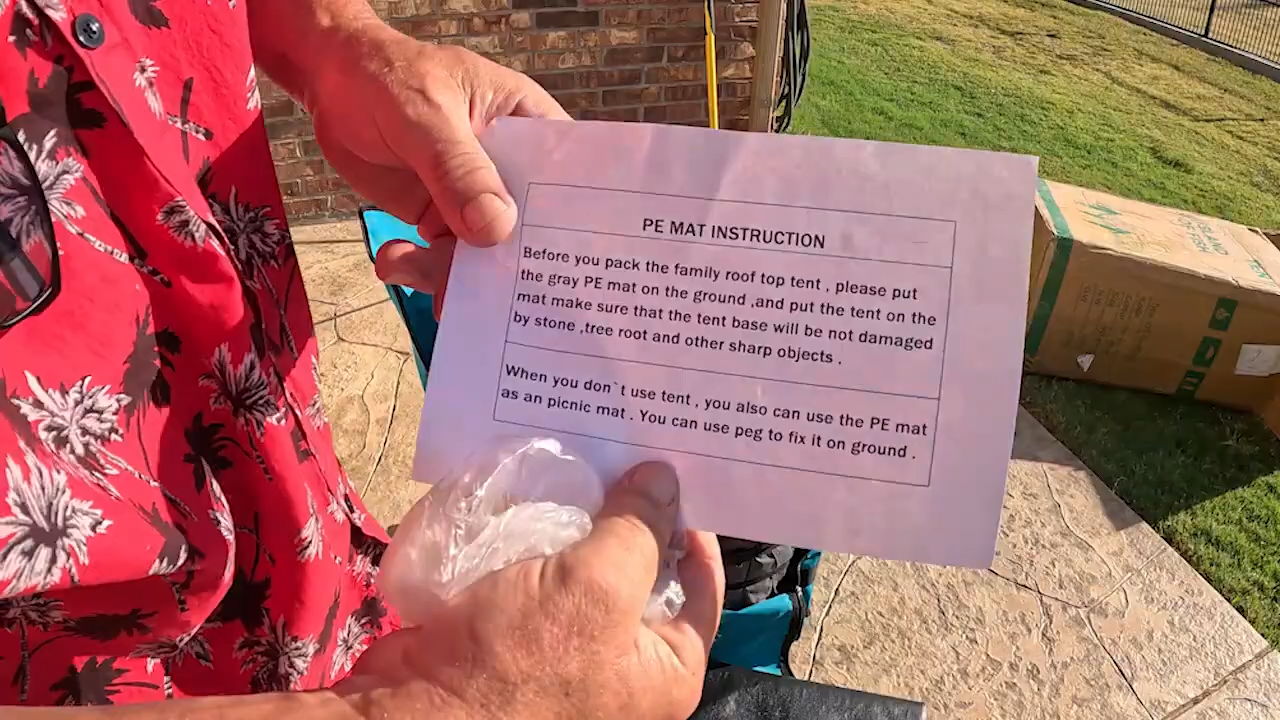 PE MAT INSTRUCTION
Before you pack the family roof top tent , please put
the gray PE mat on the ground ,and put the tent on the
mat make sure that the tent base will be not damaged
by stone ,tree root and other sharp objects .
When you don`t use tent , you also can use the PE mat
as an picnic mat . You can use peg to fix it on ground .